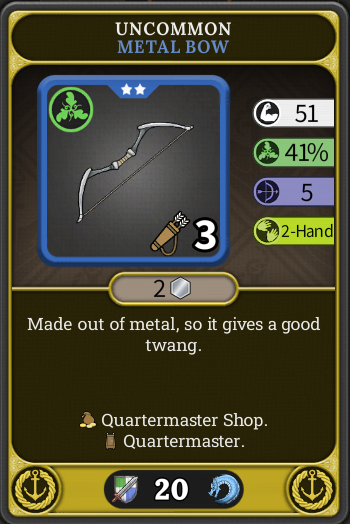 UNCOMMON
METAL BOW
51
41%
5
2-Hand
3
2
Made out of metal, so it gives a good
twang.
Quartermaster Shop.
Quartermaster.
20